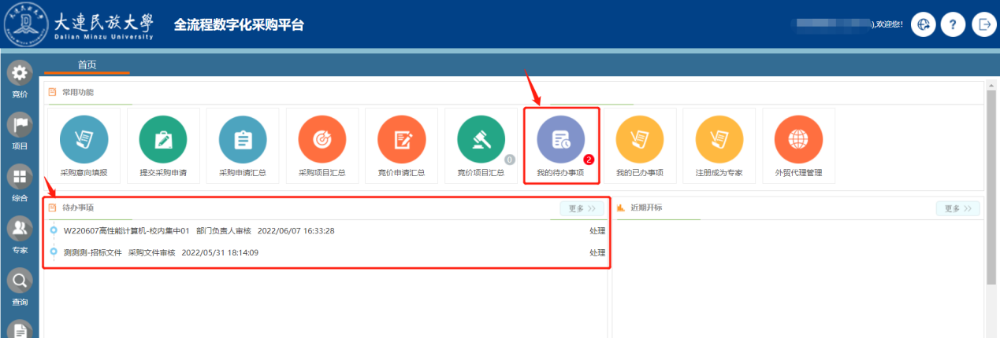 大連民族大學
Dalian Minzu University
全流程数字化采购平台
),欢迎您!
?
首页
竞价
项目
综合
专家
查询
常用功能
采购意向填报
提交采购申请
采购申请汇总
采购项目汇总
竞价申请汇总
竞价项目汇总
0
我的待办事项
2
我的已办事项
注册成为专家
外贸代理管理
待办事项
更多 >>
W220607高性能计算机-校内集中01 部门负责人审核 2022/06/07 16:33:28 处理
测测测-招标文件 采购文件审核 2022/05/31 18:14:09 处理
近期开标
更多 >>